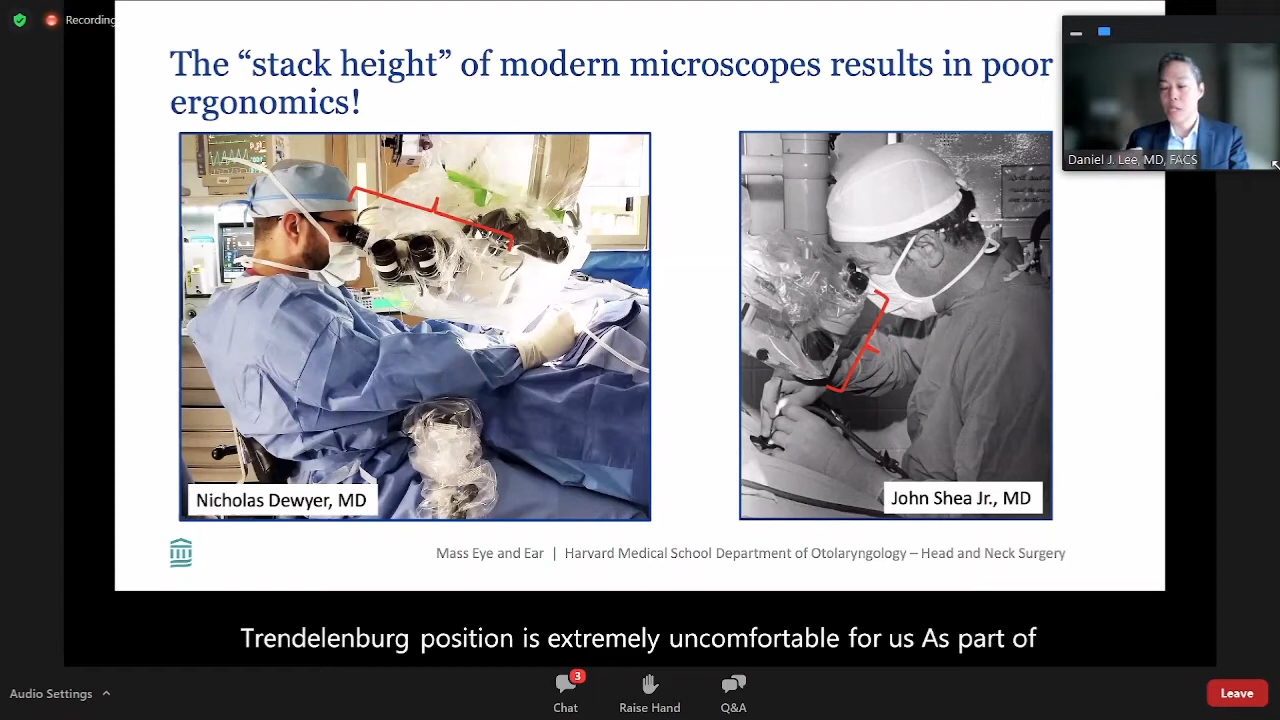 Recording
The “stack height” of modern microscopes results in poor
ergonomics!
Daniel J. Lee, MD, FACS
Nicholas Dewyer, MD
John Shea Jr., MD
Mass Eye and Ear | Harvard Medical School Department of Otolaryngology – Head and Neck Surgery
Trendelenburg position is extremely uncomfortable for us As part of
Audio Settings
3
Chat
Raise Hand
Q&A
Leave